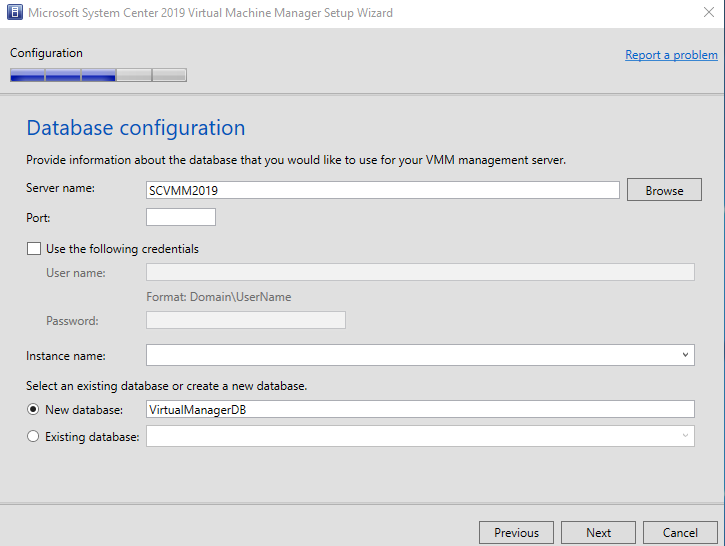 Microsoft System Center 2019 Virtual Machine Manager Setup Wizard
Configuration
Report a problem
Database configuration
Provide information about the database that you would like to use for your VMM management server.
Server name: SCVMM2019 Browse
Port:
Use the following credentials
User name:
Format: Domain\UserName
Password:
Instance name:
Select an existing database or create a new database.
New database: VirtualManagerDB
Existing database:
Previous Next Cancel